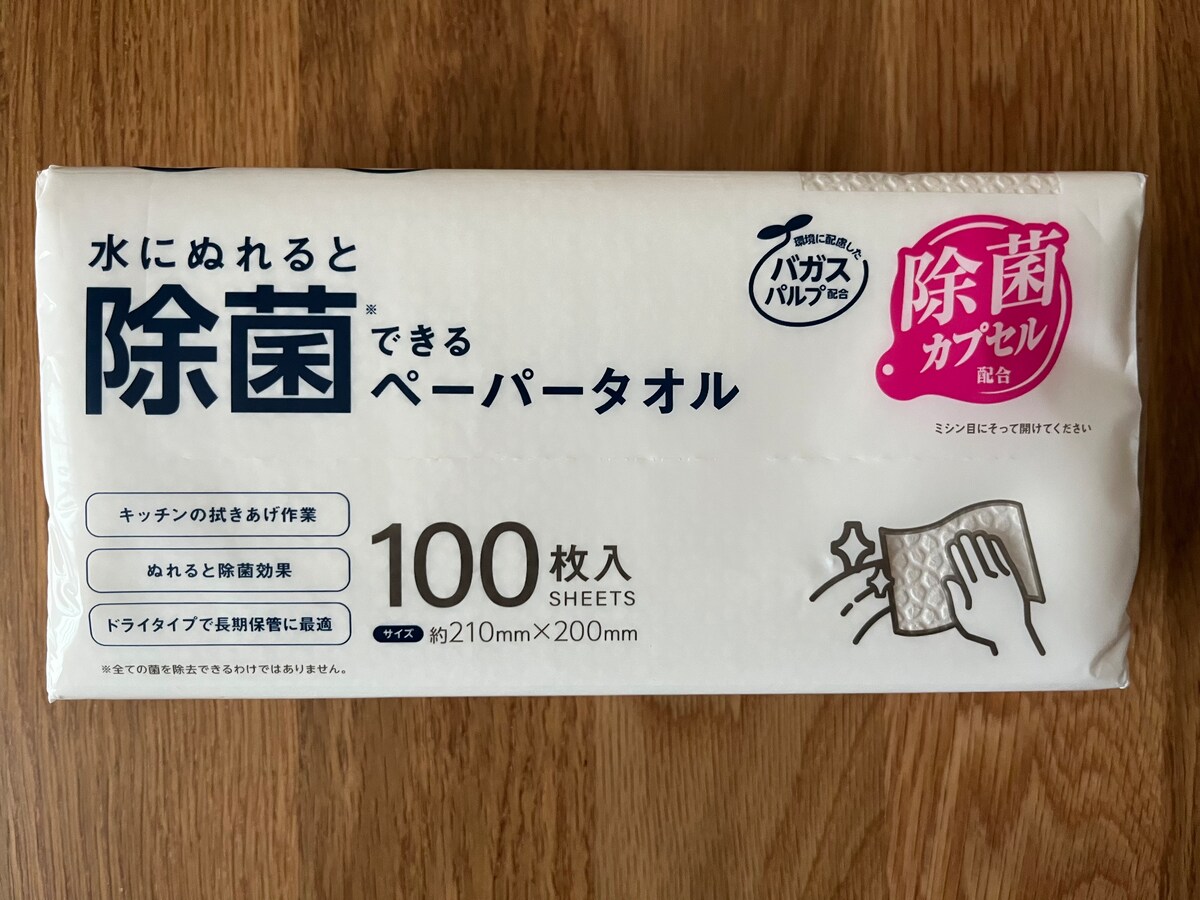 水にぬれると
除菌※できる
ペーパータオル
環境に配慮した
バガス
パルプ配合
除菌
カプセル
配合
ミシン目にそって開けてください
キッチンの拭きあげ作業
ぬれると除菌効果
ドライタイプで長期保管に最適
※全ての菌を除去できるわけではありません。
100枚入
SHEETS
サイズ 約210mm×200mm